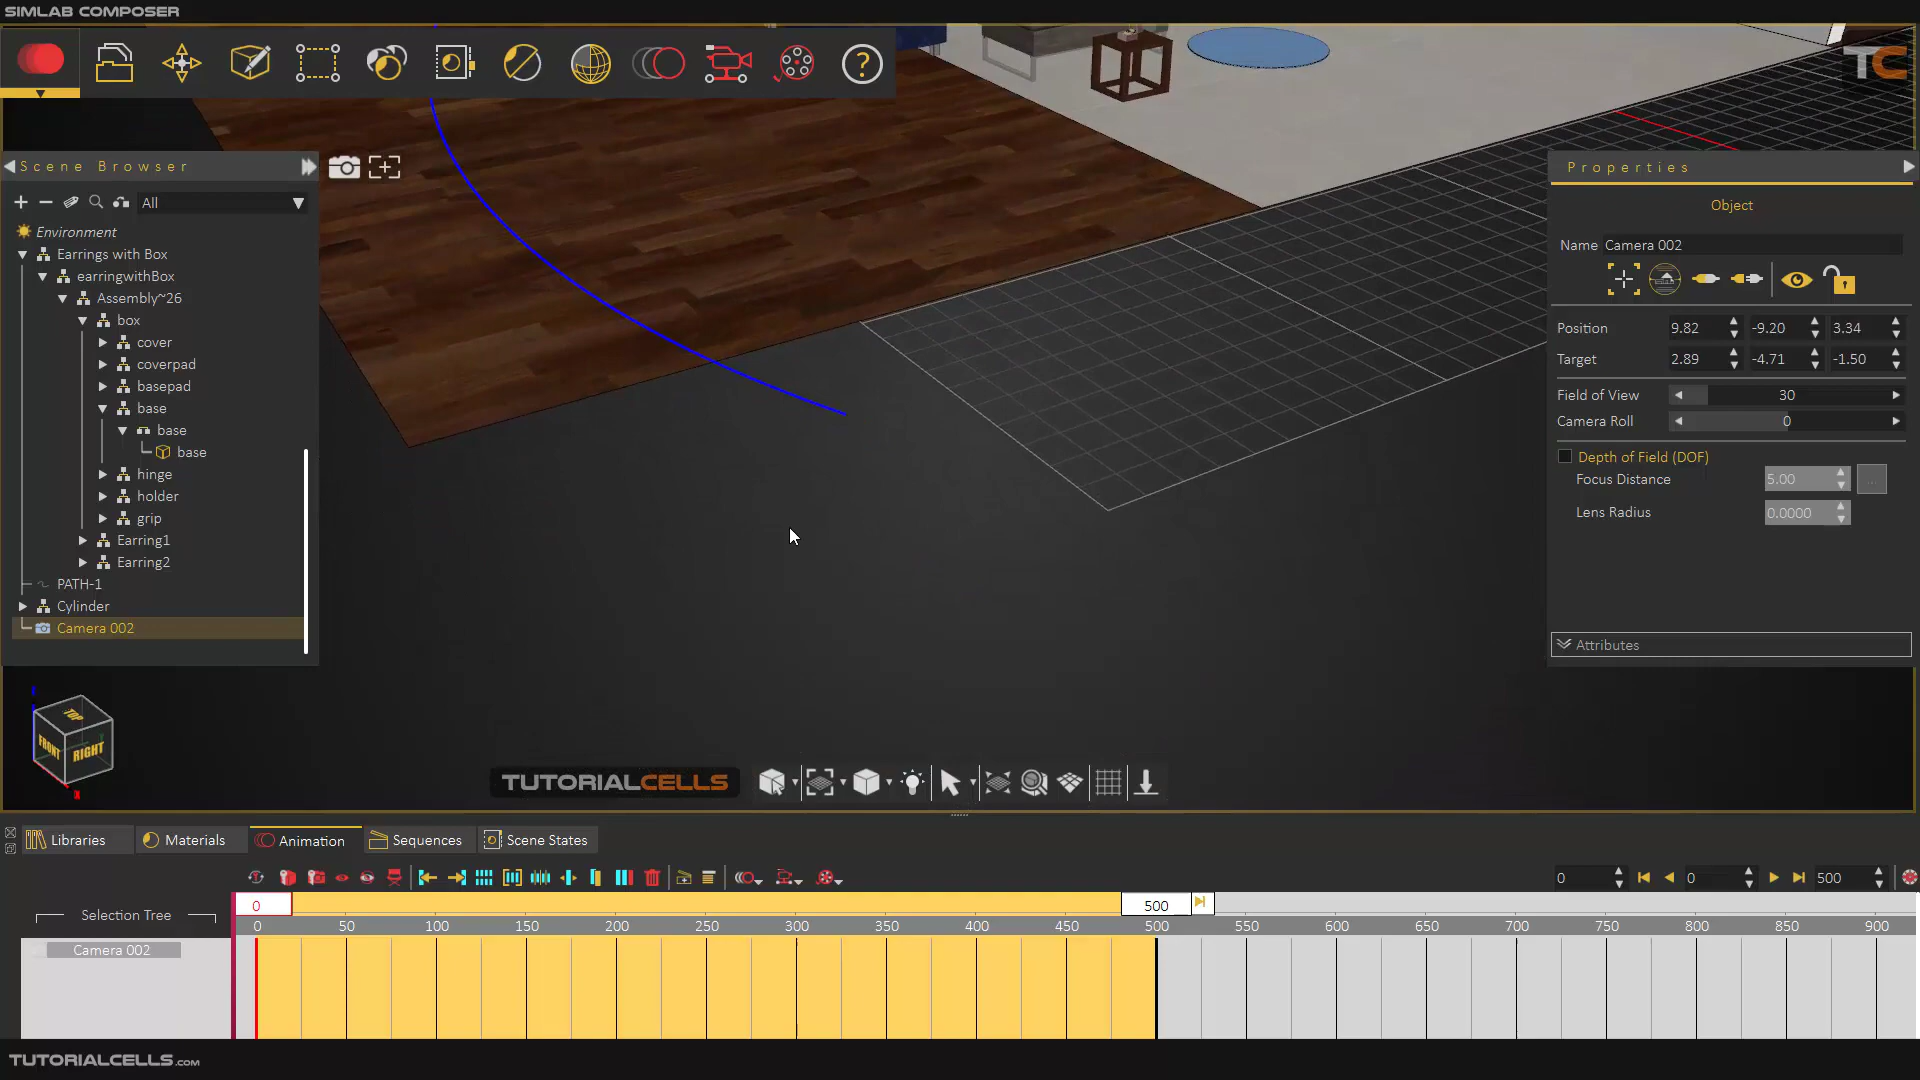 SIMLAB COMPOSER
TC
Scene Browser
All
Environment
Earrings with Box
earringwithBox
Assembly~26
box
cover
coverpad
basepad
base
base
base
hinge
holder
grip
Earring1
Earring2
PATH-1
Cylinder
Camera 002
Properties
Object
Name Camera 002
Position 9.82 -9.20 3.34
Target 2.89 -4.71 -1.50
Field of View 30
Camera Roll 0
Depth of Field (DOF)
Focus Distance 5.00 ...
Lens Radius 0.0000
Attributes
TOP
FRONT
RIGHT
x
TUTORIALCELLS
Libraries Materials Animation Sequences Scene States
0 0 500
0 500
Selection Tree
0 50 100 150 200 250 300 350 400 450 500 550 600 650 700 750 800 850 900
Camera 002
TUTORIALCELLS.com